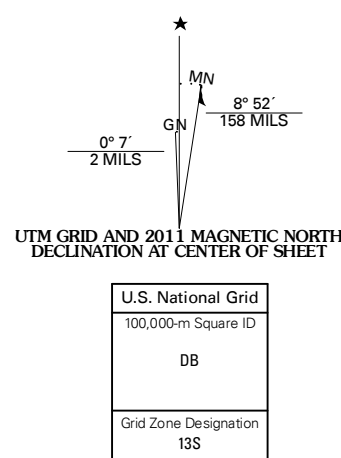 MN
GN
8° 52´
158 MILS
0° 7´
2 MILS
UTM GRID AND 2011 MAGNETIC NORTH
DECLINATION AT CENTER OF SHEET
U.S. National Grid
100,000-m Square ID
DB
Grid Zone Designation
13S